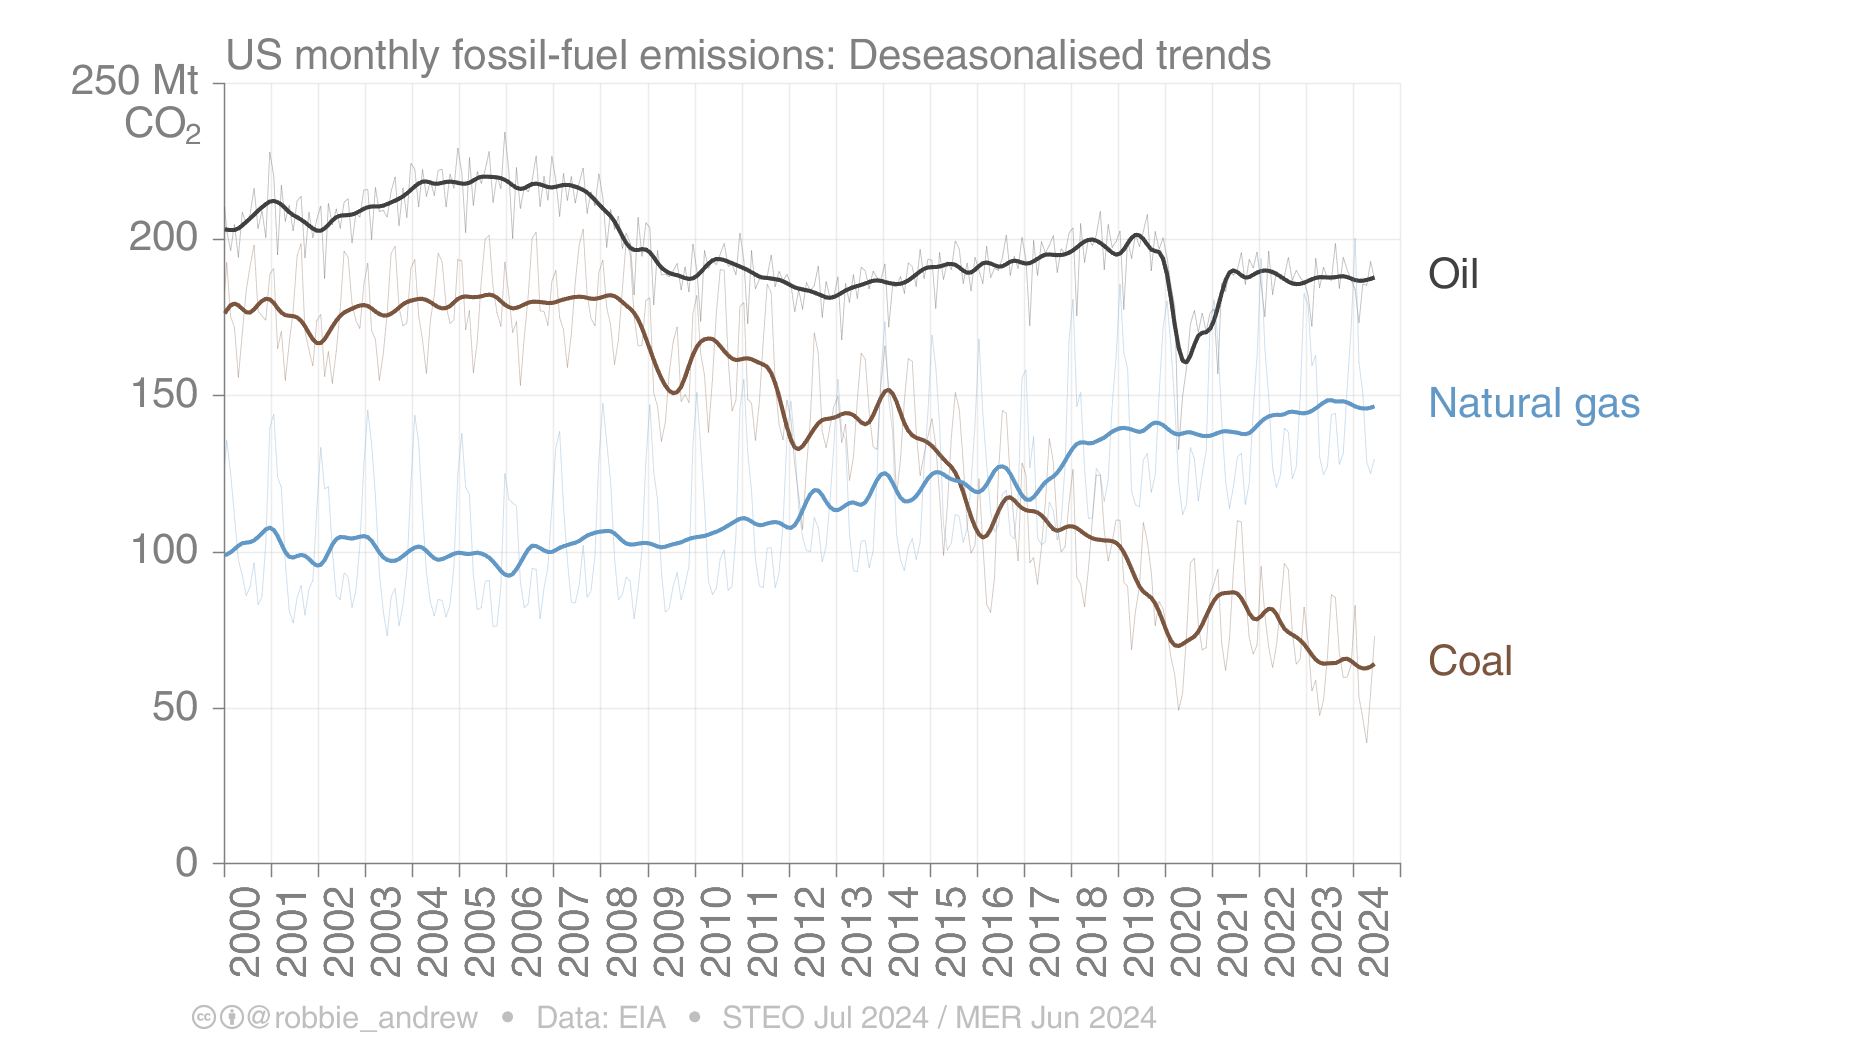 US monthly fossil-fuel emissions: Deseasonalised trends
250 Mt
CO₂
200
150
100
50
0
Oil
Natural gas
Coal
2000 2001 2002 2003 2004 2005 2006 2007 2008 2009 2010 2011 2012 2013 2014 2015 2016 2017 2018 2019 2020 2021 2022 2023 2024
@robbie_andrew • Data: EIA • STEO Jul 2024 / MER Jun 2024